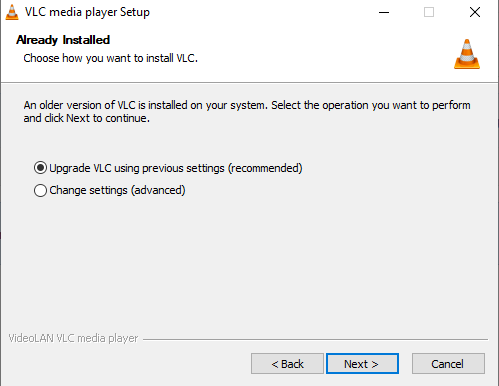 VLC media player Setup
Already Installed
Choose how you want to install VLC.
An older version of VLC is installed on your system. Select the operation you want to perform
and click Next to continue.
Upgrade VLC using previous settings (recommended)
Change settings (advanced)
VideoLAN VLC media player
< Back
Next >
Cancel